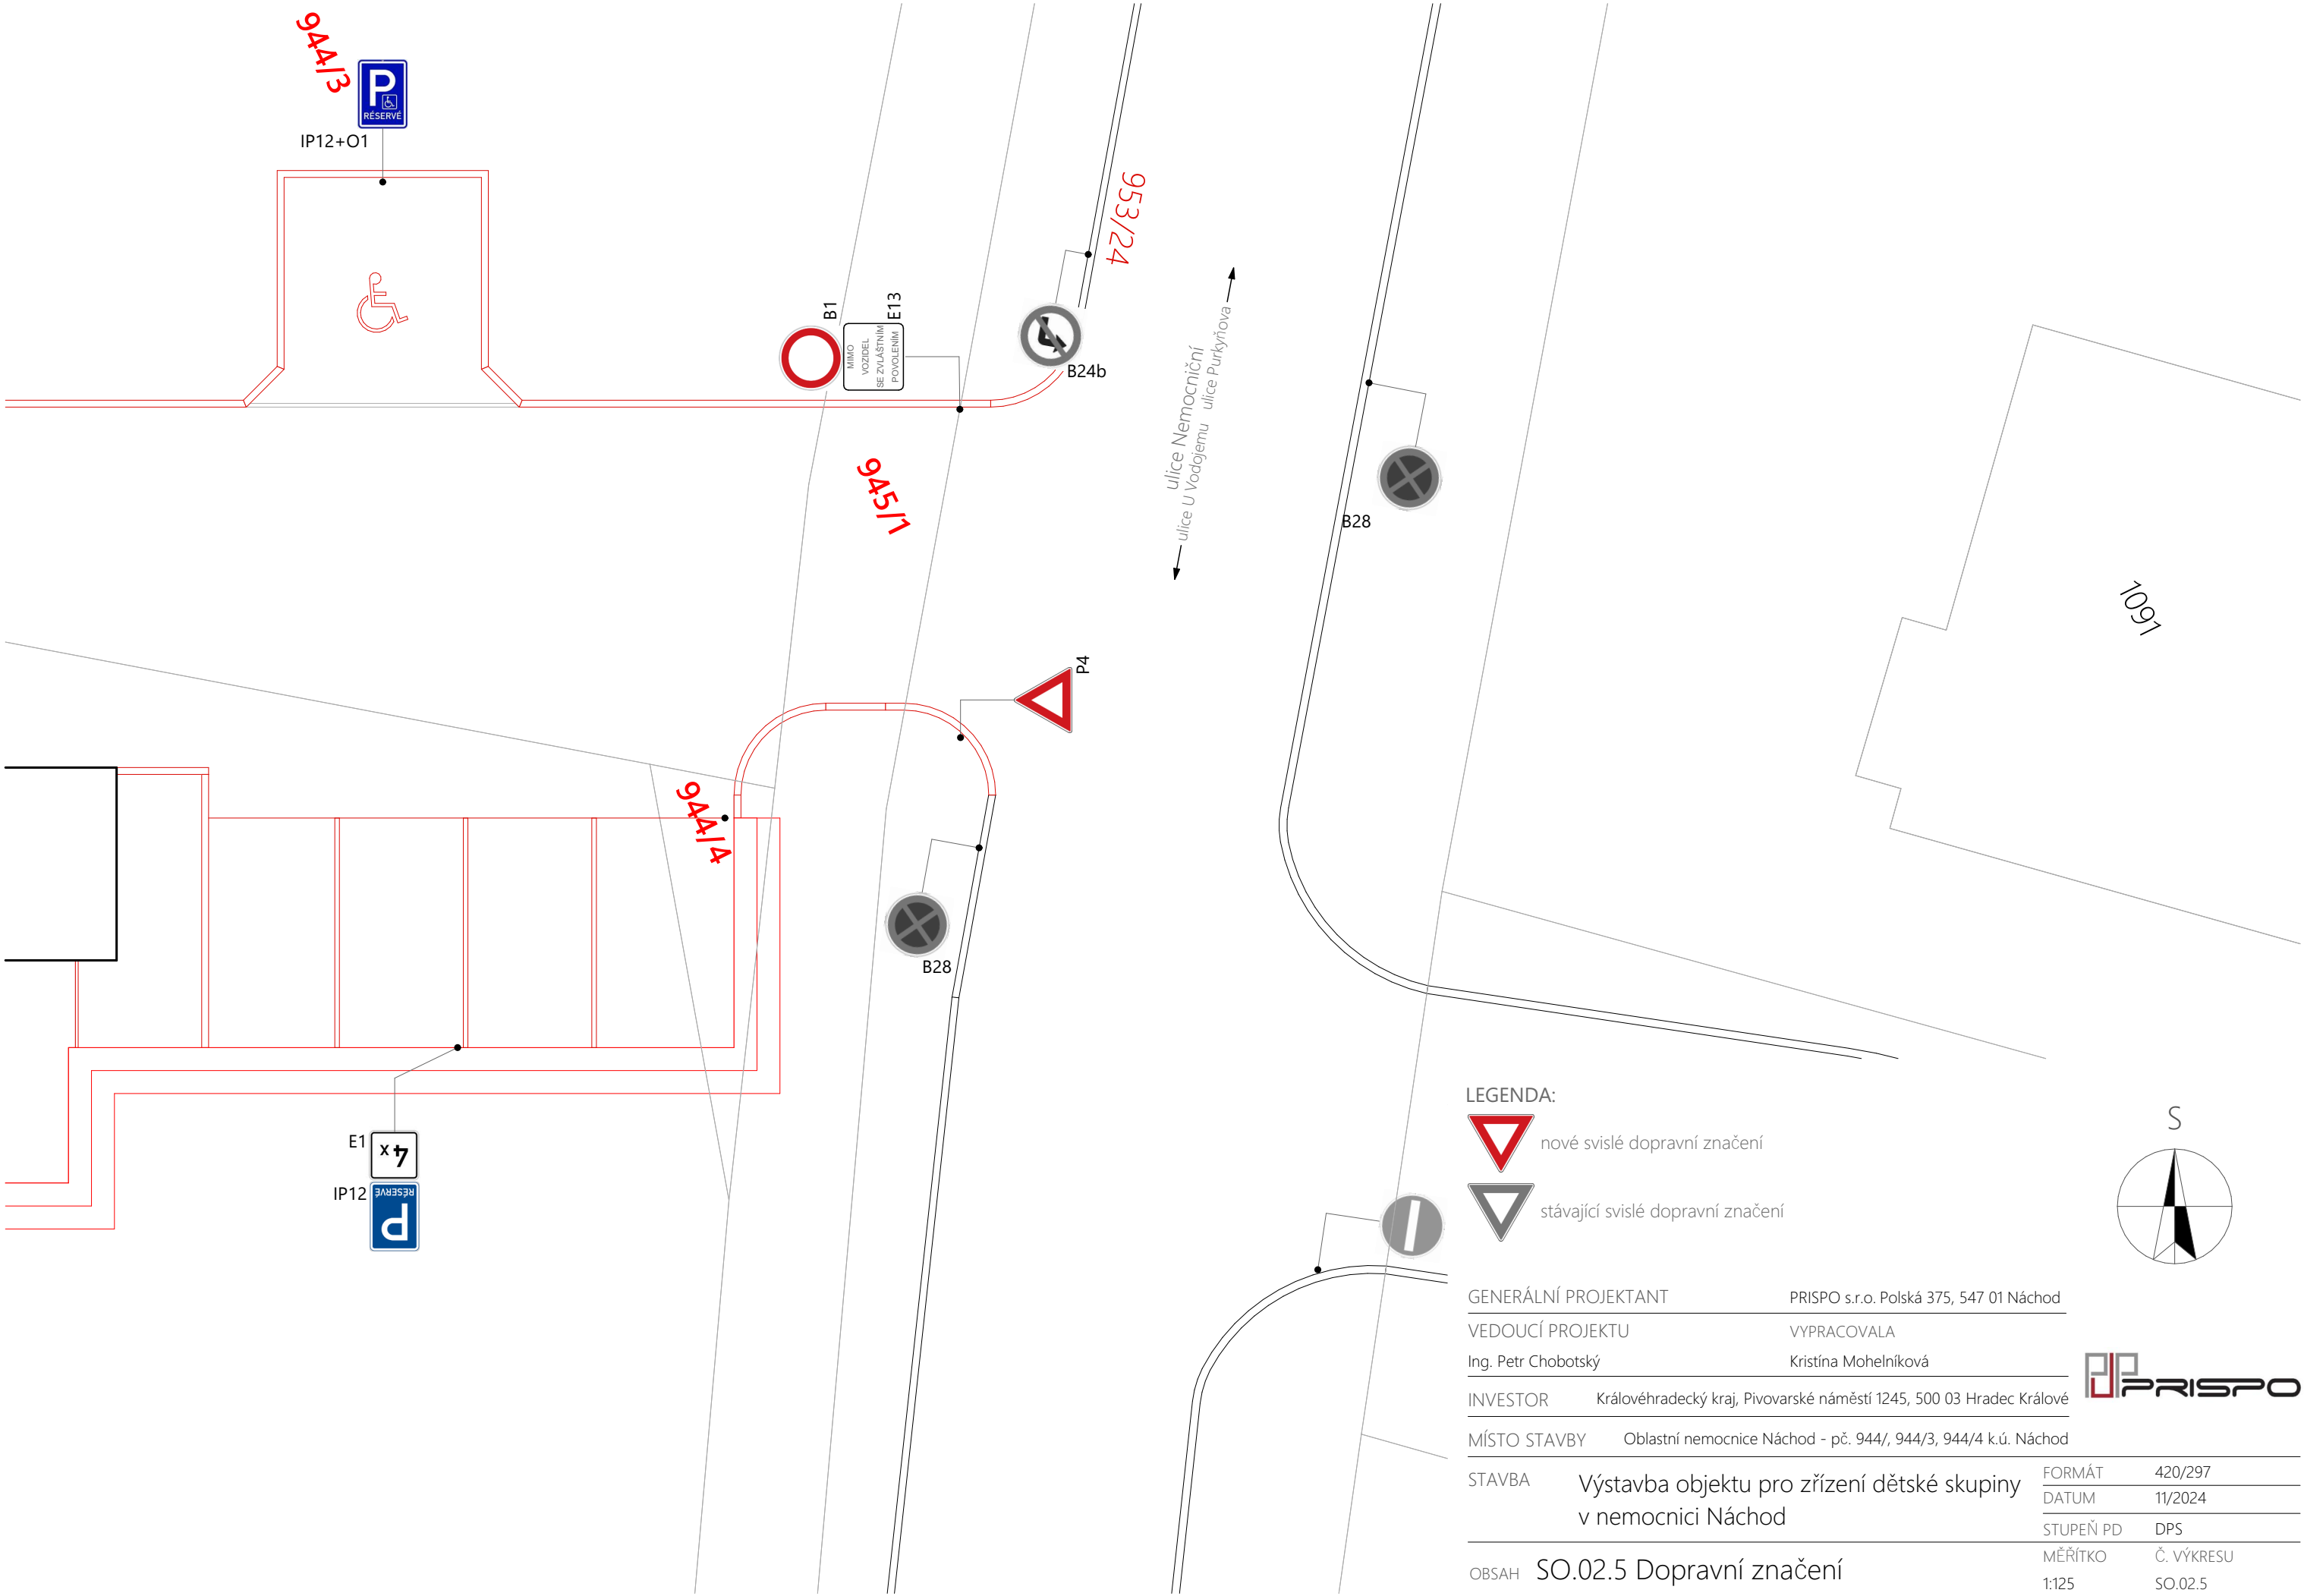 944/3
P
RÉSERVÉ
IP12+O1
953/24
B1
E13
MIMO
VOZIDEL
SE ZVLÁŠTNÍM
POVOLENÍM
B24b
ulice Nemocniční
ulice U Vodojemu
ulice Purkyňova
945/1
B28
1091
P4
944/4
B28
E1
4x
IP12
RÉSERVÉ
P
LEGENDA:
nové svislé dopravní značení
stávající svislé dopravní značení
S
GENERÁLNÍ PROJEKTANT PRISPO s.r.o. Polská 375, 547 01 Náchod
VEDOUCÍ PROJEKTU VYPRACOVALA
Ing. Petr Chobotský Kristína Mohelníková
PRISPO
INVESTOR Královéhradecký kraj, Pivovarské náměstí 1245, 500 03 Hradec Králové
MÍSTO STAVBY Oblastní nemocnice Náchod - pč. 944/, 944/3, 944/4 k.ú. Náchod
STAVBA Výstavba objektu pro zřízení dětské skupiny
v nemocnici Náchod
FORMÁT 420/297
DATUM 11/2024
STUPEŇ PD DPS
MĚŘÍTKO Č. VÝKRESU
1:125 SO.02.5
OBSAH SO.02.5 Dopravní značení